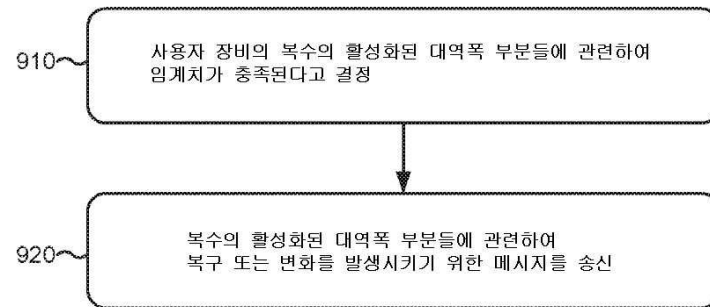 910
사용자 장비의 복수의 활성화된 대역폭 부분들에 관련하여
임계치가 충족된다고 결정
920
복수의 활성화된 대역폭 부분들에 관련하여
복구 또는 변화를 발생시키기 위한 메시지를 송신